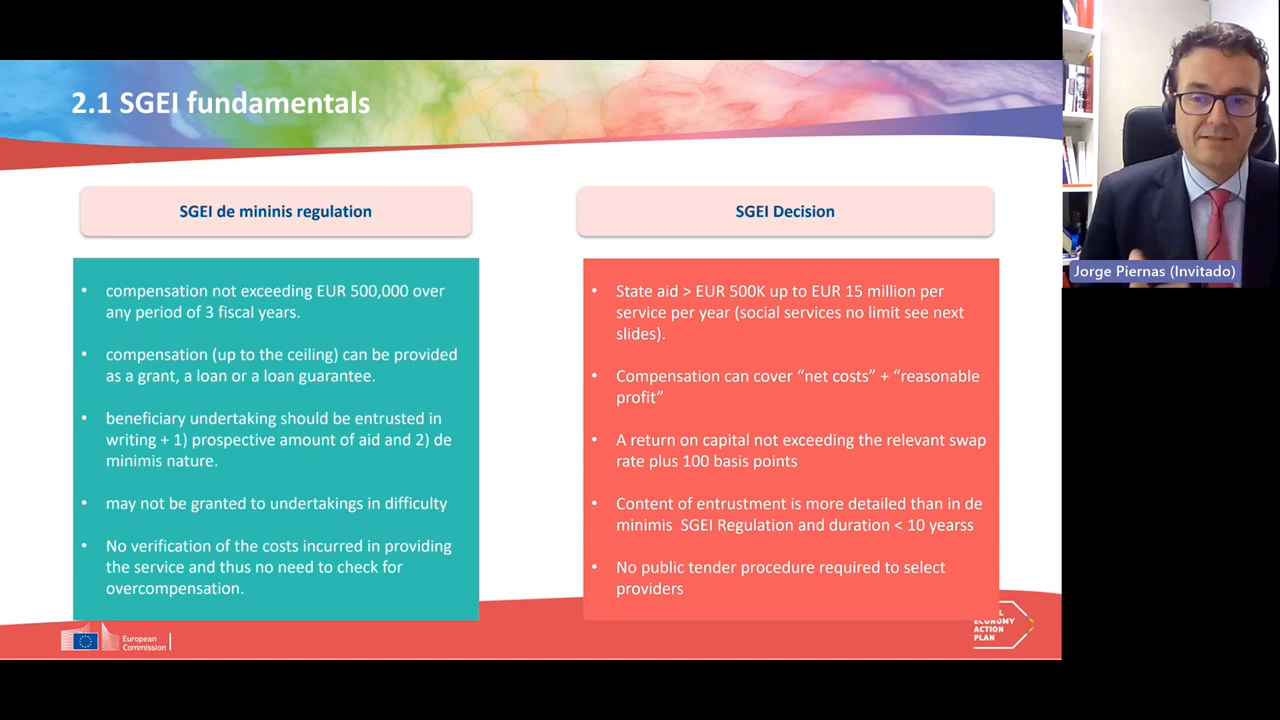 2.1 SGEI fundamentals
SGEI de mininis regulation
compensation not exceeding EUR 500,000 over
any period of 3 fiscal years.
compensation (up to the ceiling) can be provided
as a grant, a loan or a loan guarantee.
beneficiary undertaking should be entrusted in
writing + 1) prospective amount of aid and 2) de
minimis nature.
may not be granted to undertakings in difficulty
No verification of the costs incurred in providing
the service and thus no need to check for
overcompensation.
SGEI Decision
State aid > EUR 500K up to EUR 15 million per
service per year (social services no limit see next
slides).
Compensation can cover “net costs” + “reasonable
profit”
A return on capital not exceeding the relevant swap
rate plus 100 basis points
Content of entrustment is more detailed than in de
minimis SGEI Regulation and duration < 10 yearss
No public tender procedure required to select
providers
Jorge Piernas (Invitado)
European
Commission
ECONOMY
ACTION
PLAN